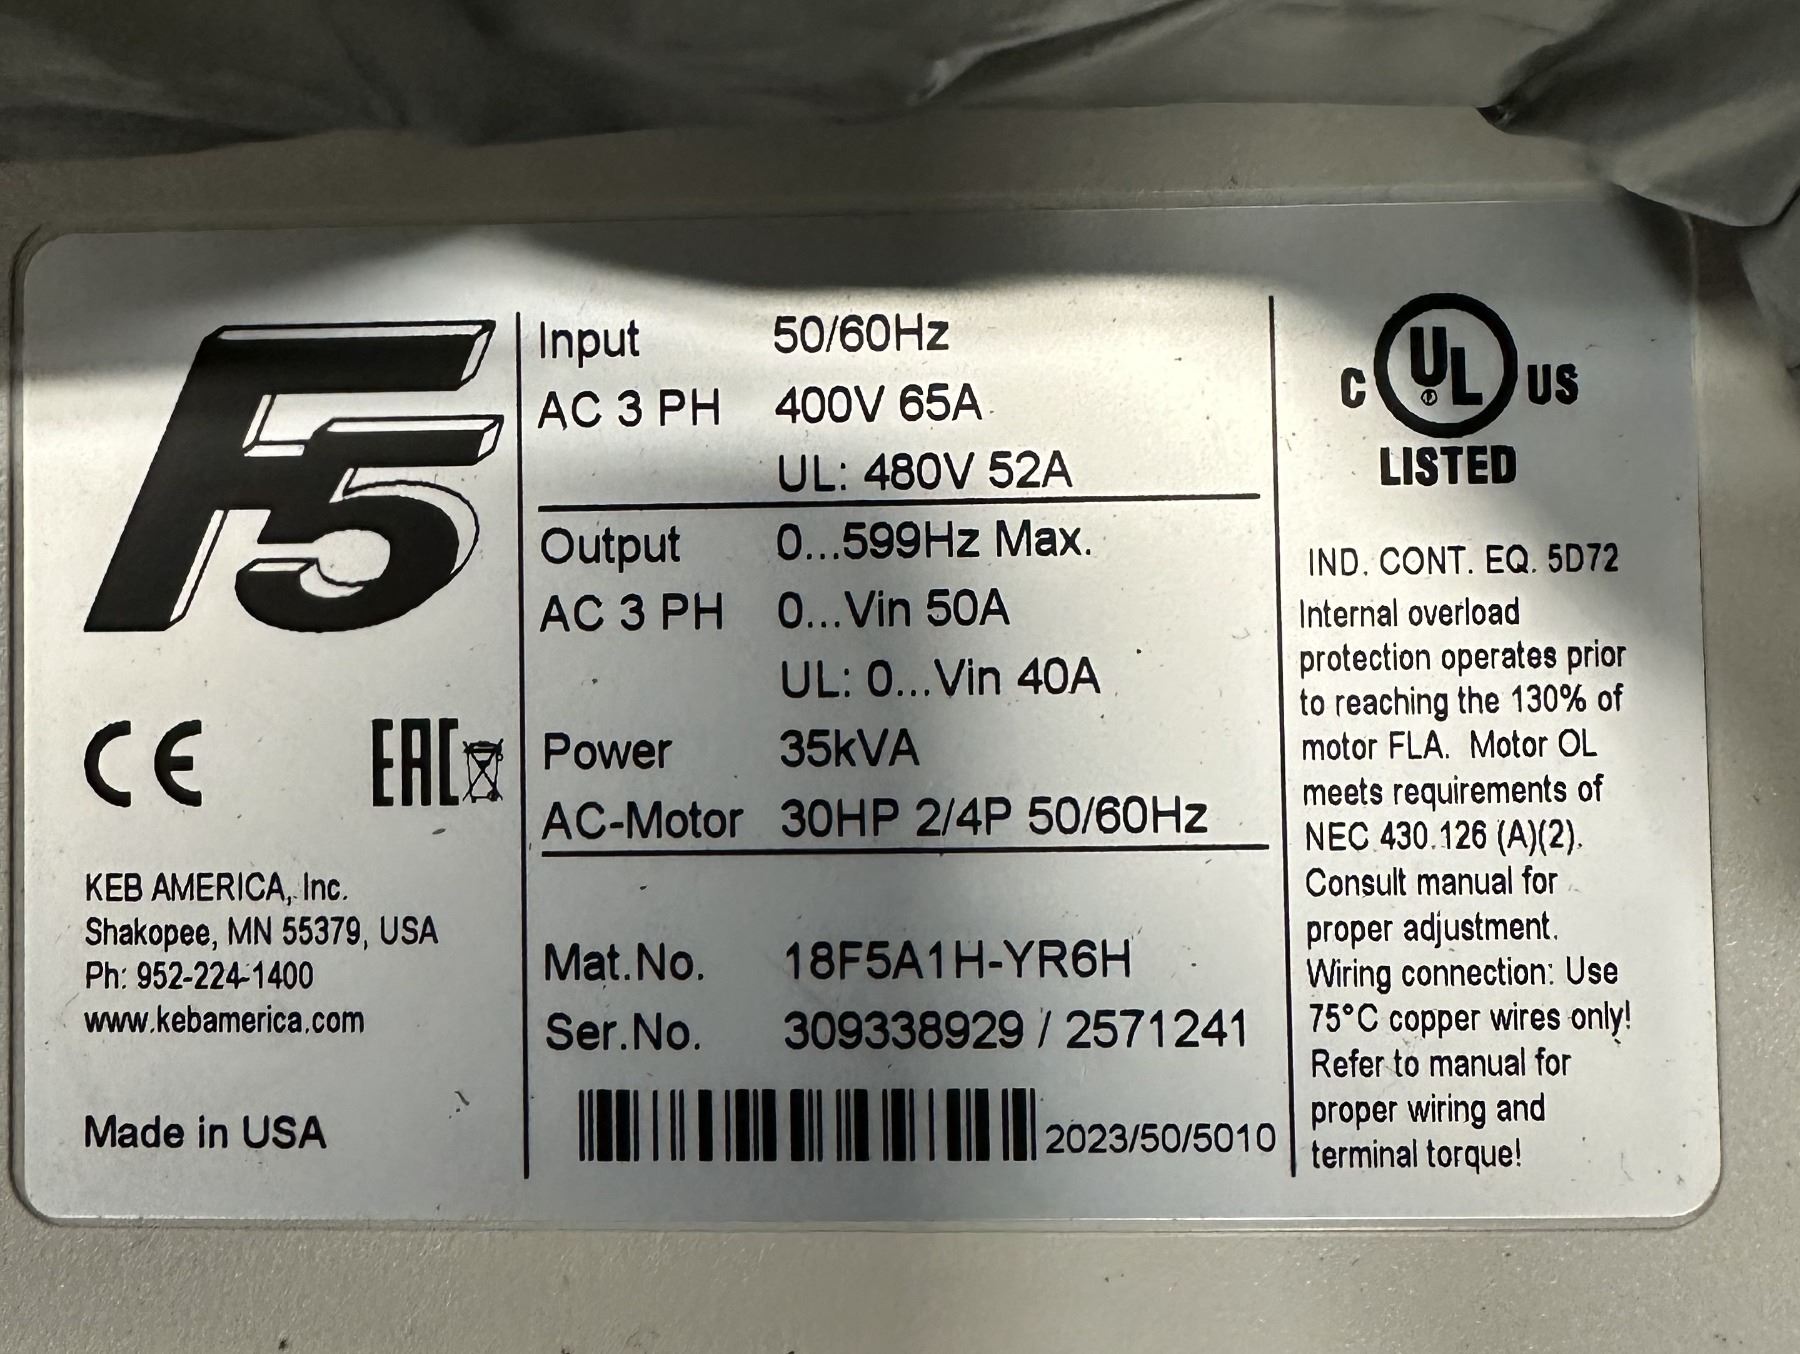 F5
CE
EAC
KEB AMERICA, Inc.
Shakopee, MN 55379, USA
Ph: 952-224-1400
www.kebamerica.com
Made in USA
Input 50/60Hz
AC 3 PH 400V 65A
UL: 480V 52A
Output 0...599Hz Max.
AC 3 PH 0...Vin 50A
UL: 0...Vin 40A
Power 35kVA
AC-Motor 30HP 2/4P 50/60Hz
Mat.No. 18F5A1H-YR6H
Ser.No. 309338929 / 2571241
2023/50/5010
C UL ® US
LISTED
IND. CONT. EQ. 5D72
Internal overload
protection operates prior
to reaching the 130% of
motor FLA. Motor OL
meets requirements of
NEC 430.126 (A)(2).
Consult manual for
proper adjustment.
Wiring connection: Use
75°C copper wires only!
Refer to manual for
proper wiring and
terminal torque!